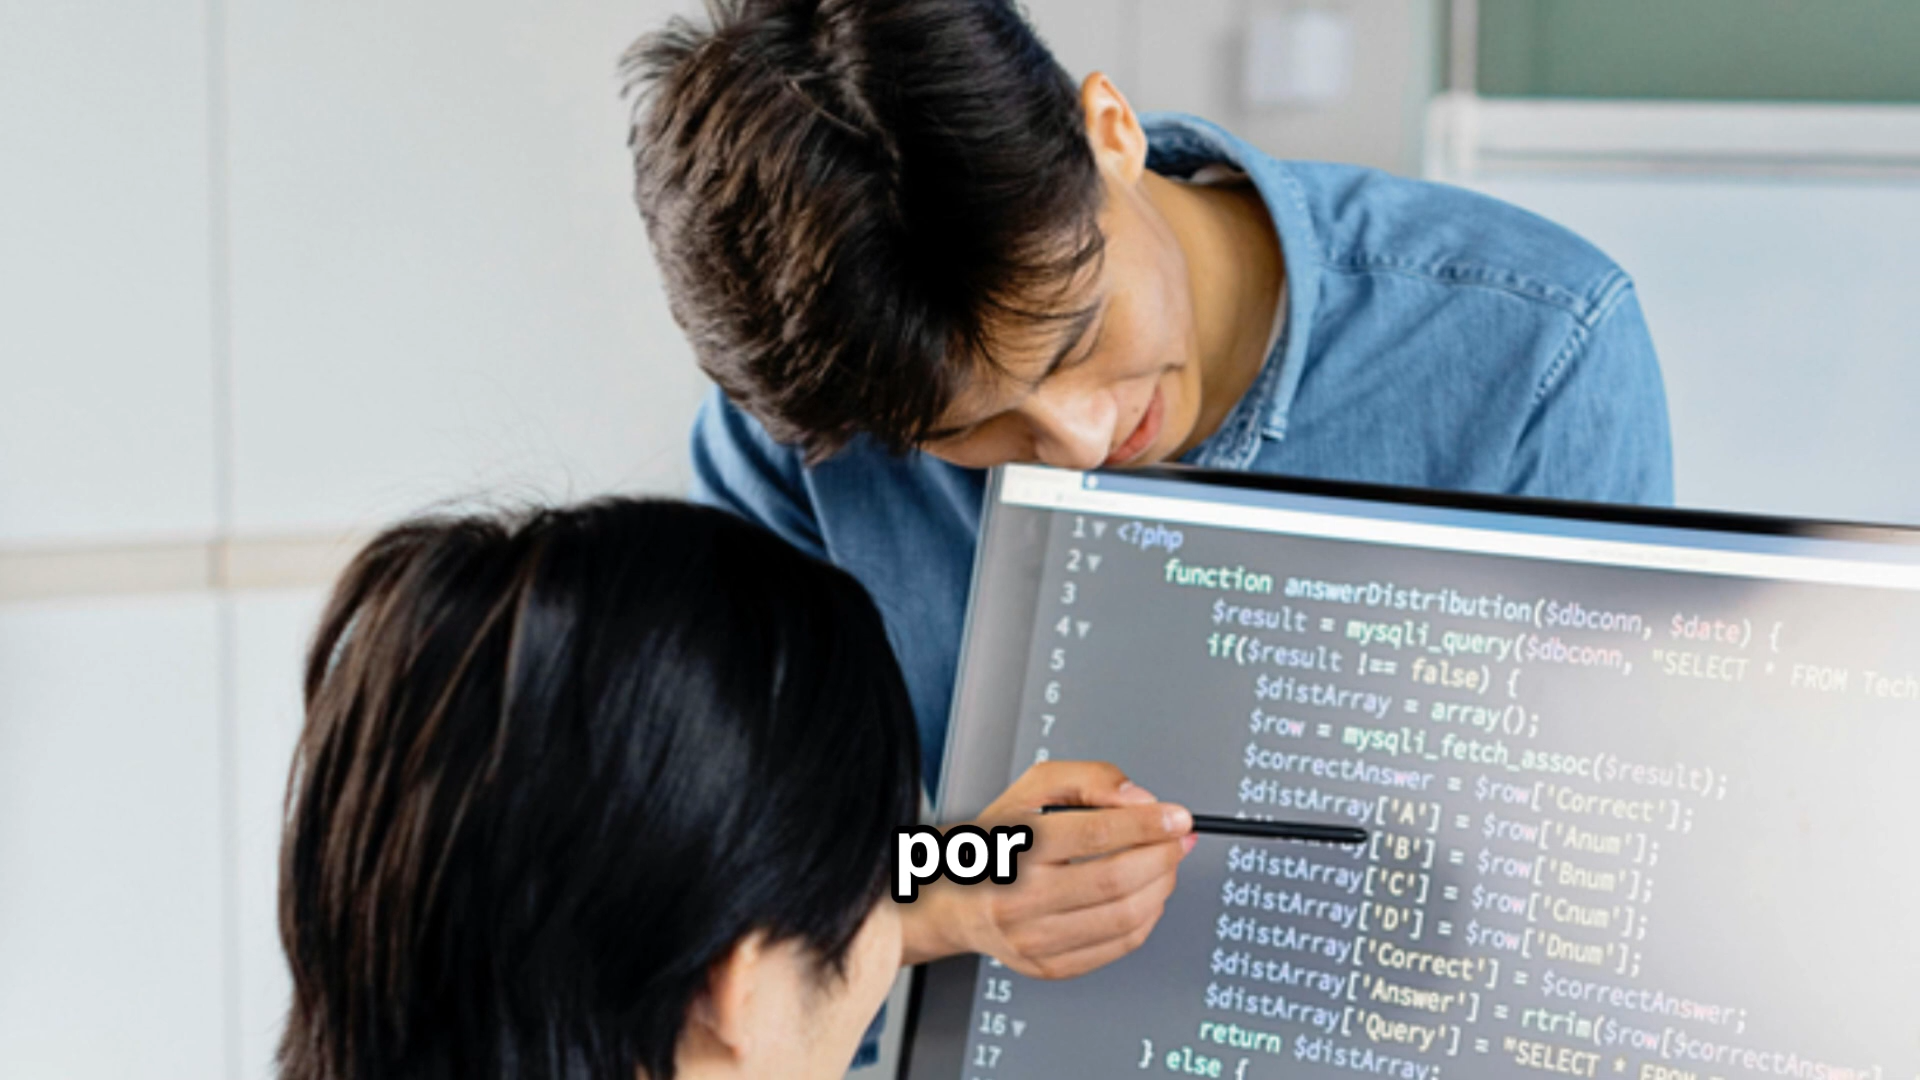 1 <?php
2 function answerDistribution($dbconn, $date) {
3 $result = mysqli_query($dbconn, "SELECT * FROM Tech
4 if($result !== false) {
5 $distArray = array();
6 $row = mysqli_fetch_assoc($result);
7 $correctAnswer = $row['Correct'];
8 $distArray['A'] = $row['Anum'];
['B'] = $row['Bnum'];
por
$distArray['C'] = $row['Cnum'];
$distArray['D'] = $row['Dnum'];
$distArray['Correct'] = $correctAnswer;
$distArray['Answer'] = rtrim($row[$correctAnswer]
15 $distArray['Query'] = "SELECT * FROM
16 return $distArray;
17 } else {